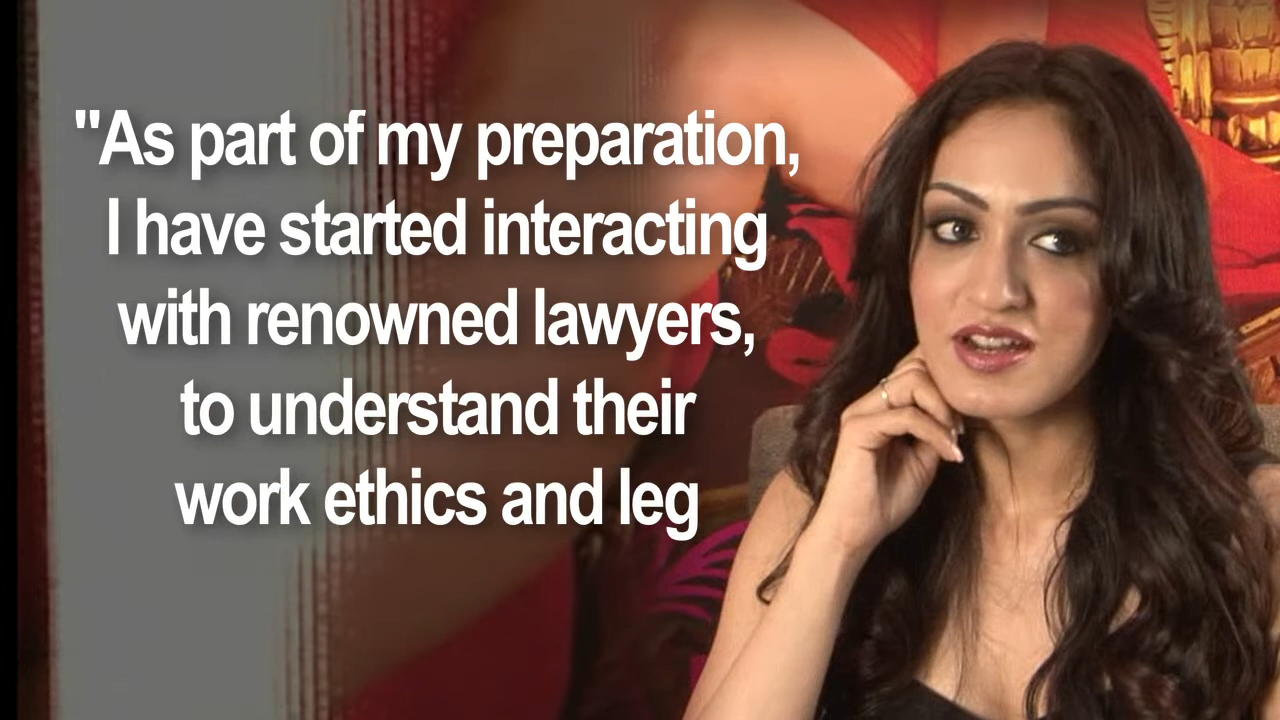 "As part of my preparation,
I have started interacting
with renowned lawyers,
to understand their
work ethics and leg